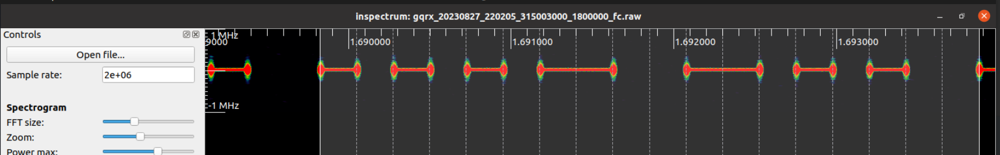 inspectrum: gqrx_20230827_220205_315003000_1800000_fc.raw
Controls
1 MHz
9000
1.690000
1.691000
1.692000
1.693000
Open file...
Sample rate:
2e+06
-1 MHz
Spectrogram
FFT size:
Zoom:
Power max: